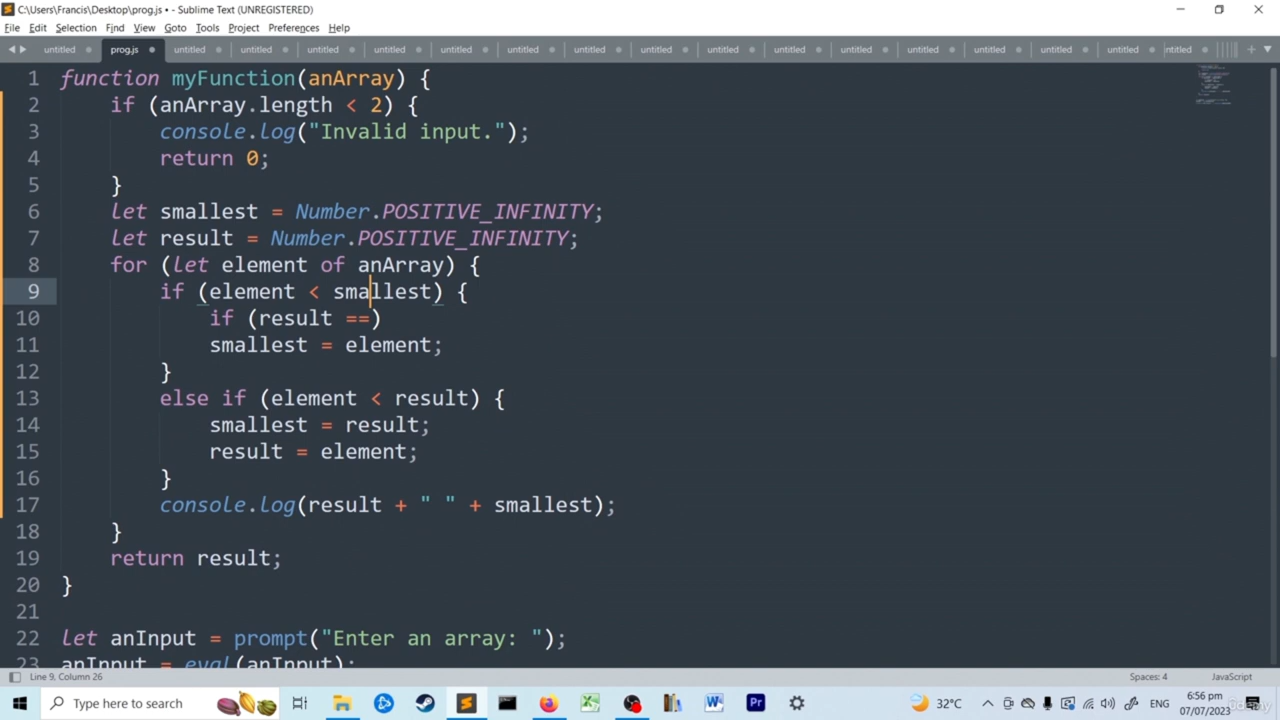 C:\Users\Francis\Desktop\prog.js • - Sublime Text (UNREGISTERED)
File Edit Selection Find View Goto Tools Project Preferences Help
untitled prog.js untitled untitled untitled untitled untitled untitled untitled untitled untitled untitled untitled untitled untitled untitled untitled ntitled
1 function myFunction(anArray) {
2 if (anArray.length < 2) {
3 console.log("Invalid input.");
4 return 0;
5 }
6 let smallest = Number.POSITIVE_INFINITY;
7 let result = Number.POSITIVE_INFINITY;
8 for (let element of anArray) {
9 if (element < smallest) {
10 if (result ==)
11 smallest = element;
12 }
13 else if (element < result) {
14 smallest = result;
15 result = element;
16 }
17 console.log(result + " " + smallest);
18 }
19 return result;
20 }
21
22 let anInput = prompt("Enter an array: ");
23 anInput = eval(anInput);
Line 9, Column 26 Spaces: 4 JavaScript
Type here to search 32°C ENG 6:56 pm
07/07/2023
Udemy